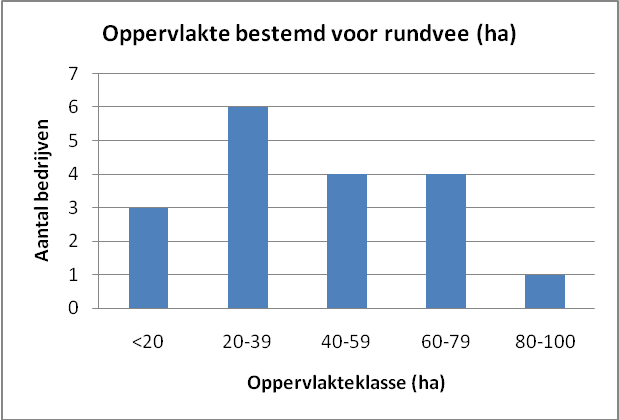 Oppervlakte bestemd voor rundvee (ha)
7
6
5
4
3
2
1
0
Aantal bedrijven
<20 20-39 40-59 60-79 80-100
Oppervlakteklasse (ha)